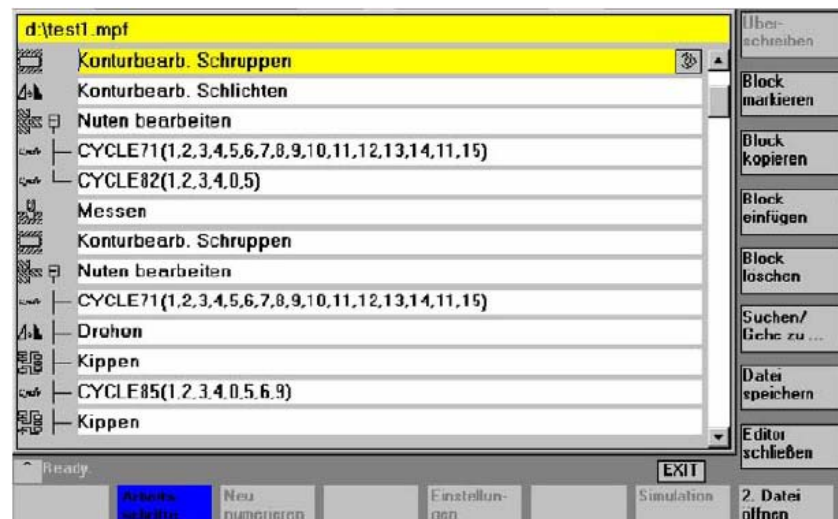 d:\test1.mpf
Über-
schreiben
Konturbearb. Schruppen
Konturbearb. Schlichten
Block
markieren
Nuten bearbeiten
CYCLE71(1,2,3,4,5,6,7,8,9,10,11,12,13,14,11,15)
Block
kopieren
CYCLE82(1,2,3,4,0,5)
Messen
Block
einfügen
Konturbearb. Schruppen
Nuten bearbeiten
Block
löschen
CYCLE71(1,2,3,4,5,6,7,8,9,10,11,12,13,14,11,15)
Drehen
Suchen/
Gehe zu ...
Kippen
CYCLE85(1,2,3,4,0,5,6,9)
Datei
speichern
Kippen
Editor
schließen
Ready.
EXIT
Arbeits-
schritte
Neu
numerieren
Einstellun-
gen
Simulation
2. Datei
öffnen